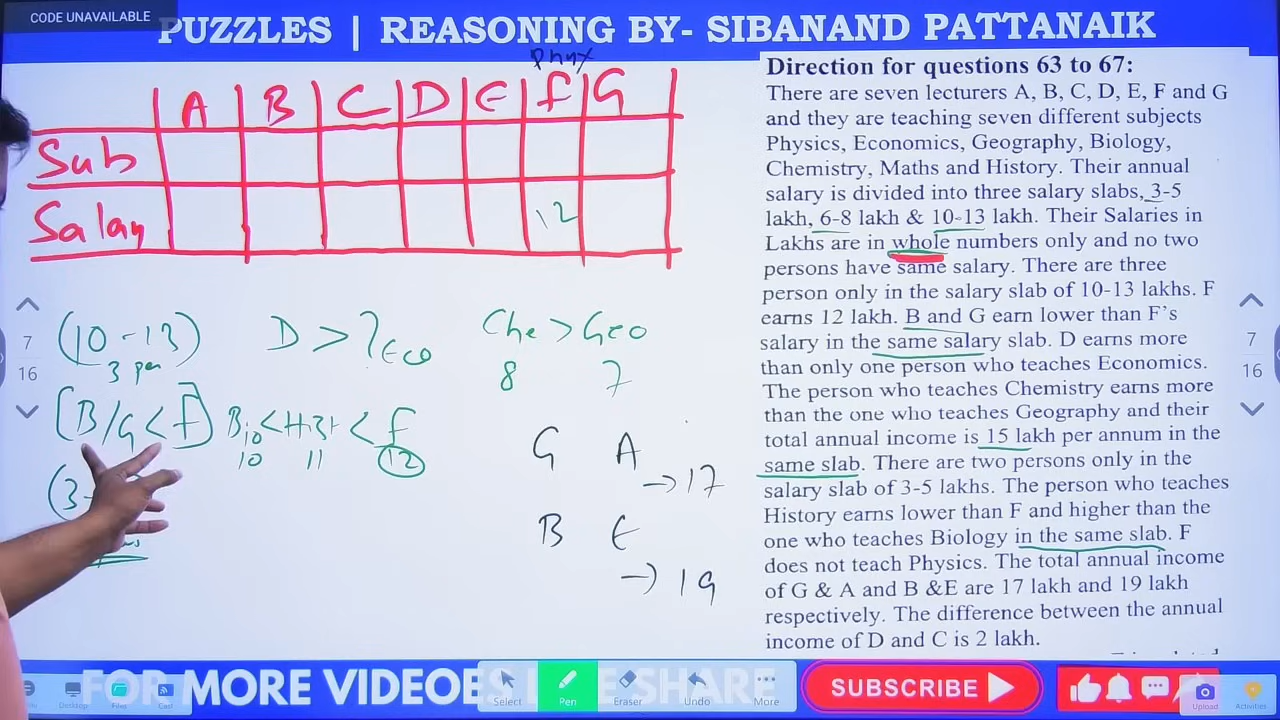 CODE UNAVAILABLE
PUZZLES | REASONING BY- SIBANAND PATTANAIK
Phyx
A B C D E F G
Sub
Salary 12
(10-13)
3 per
D > ?Eco
Che > Geo
8 7
[B/G < F]
Bio < Hist < F
10 11 12
(3-
G A
→ 17
B E
→ 19
Direction for questions 63 to 67:
There are seven lecturers A, B, C, D, E, F and G
and they are teaching seven different subjects
Physics, Economics, Geography, Biology,
Chemistry, Maths and History. Their annual
salary is divided into three salary slabs, 3-5
lakh, 6-8 lakh & 10-13 lakh. Their Salaries in
Lakhs are in whole numbers only and no two
persons have same salary. There are three
person only in the salary slab of 10-13 lakhs. F
earns 12 lakh. B and G earn lower than F's
salary in the same salary slab. D earns more
than only one person who teaches Economics.
The person who teaches Chemistry earns more
than the one who teaches Geography and their
total annual income is 15 lakh per annum in the
same slab. There are two persons only in the
salary slab of 3-5 lakhs. The person who teaches
History earns lower than F and higher than the
one who teaches Biology in the same slab. F
does not teach Physics. The total annual income
of G & A and B &E are 17 lakh and 19 lakh
respectively. The difference between the annual
income of D and C is 2 lakh.
7
16
7
16
FOR MORE VIDEOES
SHARE
Desktop
Files
Cast
Select
Pen
Eraser
Undo
More
SUBSCRIBE
Upload
Activities